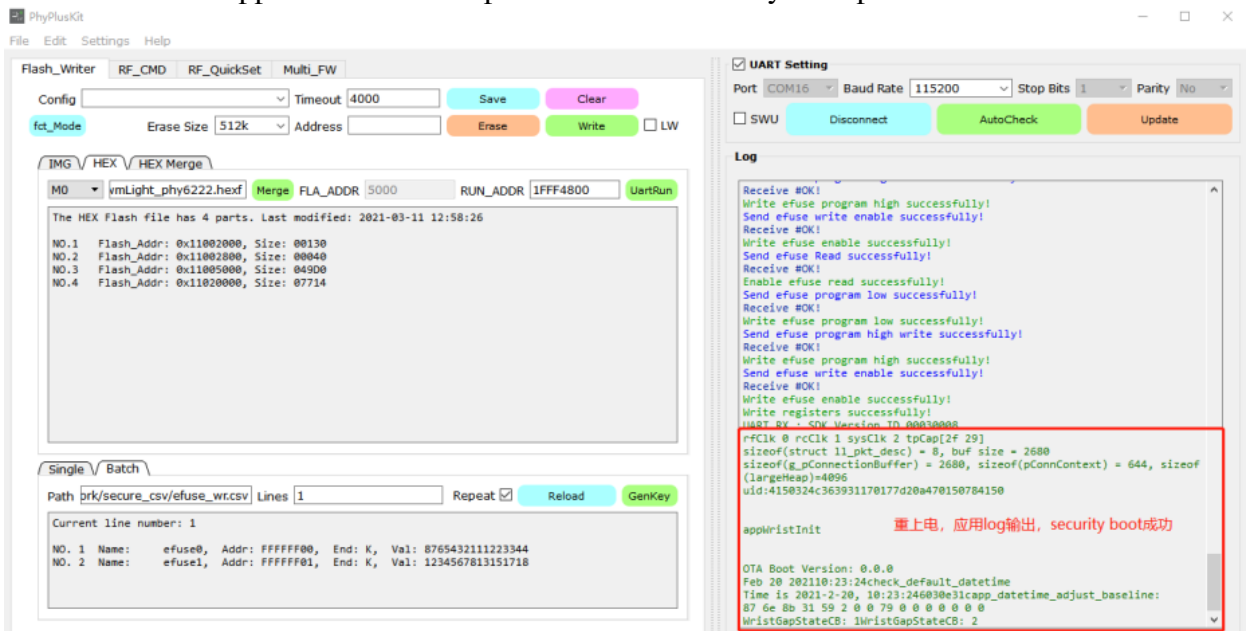 PhyPlusKit
File Edit Settings Help
Flash_Writer RF_CMD RF_QuickSet Multi_FW
Config Timeout 4000 Save Clear
fct_Mode Erase Size 512k Address Erase Write LW
IMG HEX HEX Merge
M0 vmLight_phy6222.hexf Merge FLA_ADDR 5000 RUN_ADDR 1FFF4800 UartRun
The HEX Flash file has 4 parts. Last modified: 2021-03-11 12:58:26
NO.1 Flash_Addr: 0x11002000, Size: 00130
NO.2 Flash_Addr: 0x11002800, Size: 00040
NO.3 Flash_Addr: 0x11005000, Size: 049D0
NO.4 Flash_Addr: 0x11020000, Size: 07714
Single Batch
Path ork/secure_csv/efuse_wr.csv Lines 1 Repeat Reload GenKey
Current line number: 1
NO. 1 Name: efuse0, Addr: FFFFFF00, End: K, Val: 8765432111223344
NO. 2 Name: efuse1, Addr: FFFFFF01, End: K, Val: 1234567813151718
UART Setting
Port COM16 Baud Rate 115200 Stop Bits 1 Parity No
SWU Disconnect AutoCheck Update
Log
Receive #OK!
Write efuse program high successfully!
Send efuse write enable successfully!
Receive #OK!
Write efuse enable successfully!
Send efuse Read successfully!
Receive #OK!
Enable efuse read successfully!
Send efuse program low successfully!
Receive #OK!
Write efuse program low successfully!
Send efuse program high write successfully!
Receive #OK!
Write efuse program high successfully!
Send efuse write enable successfully!
Receive #OK!
Write efuse enable successfully!
Write registers successfully!
UART RX : SDK Version ID 00030008
rfClk 0 rcClk 1 sysClk 2 tpCap[2f 29]
sizeof(struct ll_pkt_desc) = 8, buf size = 2680
sizeof(g_pConnectionBuffer) = 2680, sizeof(pConnContext) = 644, sizeof
(largeHeap)=4096
uid:4150324c363931170177d20a470150784150
appWristInit
重上电，应用log输出，security boot成功
OTA Boot Version: 0.0.0
Feb 20 202110:23:24check_default_datetime
Time is 2021-2-20, 10:23:246030e31capp_datetime_adjust_baseline:
87 6e 8b 31 59 2 0 0 79 0 0 0 0 0 0 0
WristGapStateCB: 1WristGapStateCB: 2